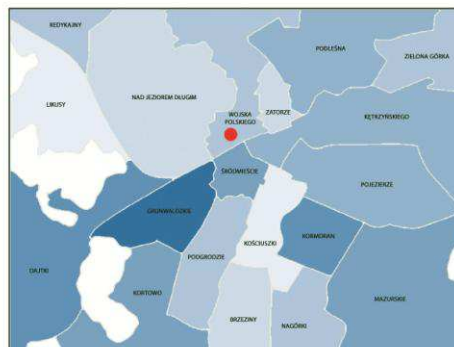 REDYKAJNY
PODLEŚNA
ZIELONA GÓRKA
NAD JEZIOREM DŁUGIM
LIKUSY
WOJSKA
POLSKIEGO
ZATORZE
KĘTRZYŃSKIEGO
ŚRÓDMIEŚCIE
POJEZIERZE
GRUNWALDZKIE
KOŚCIUSZKI
KORMORAN
PODGRODZIE
DAJTKI
KORTOWO
MAZURSKIE
BRZEZINY
NAGÓRKI